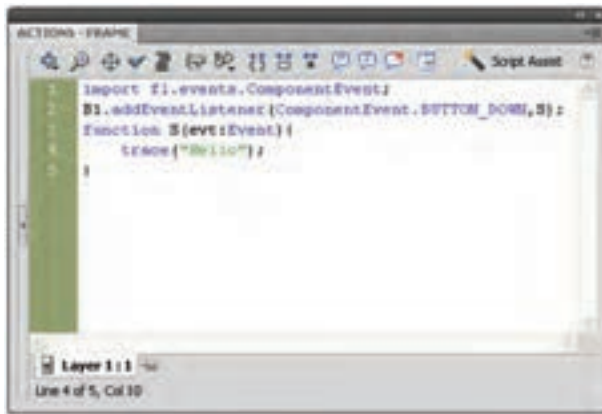 ACTIONS - FRAME
Script Assist
1 import fl.events.ComponentEvent;
2 B1.addEventListener(ComponentEvent.BUTTON_DOWN,S);
3 function S(evt:Event){
4 trace("Hello");
5 }
Layer 1 : 1
Line 4 of 5, Col 10